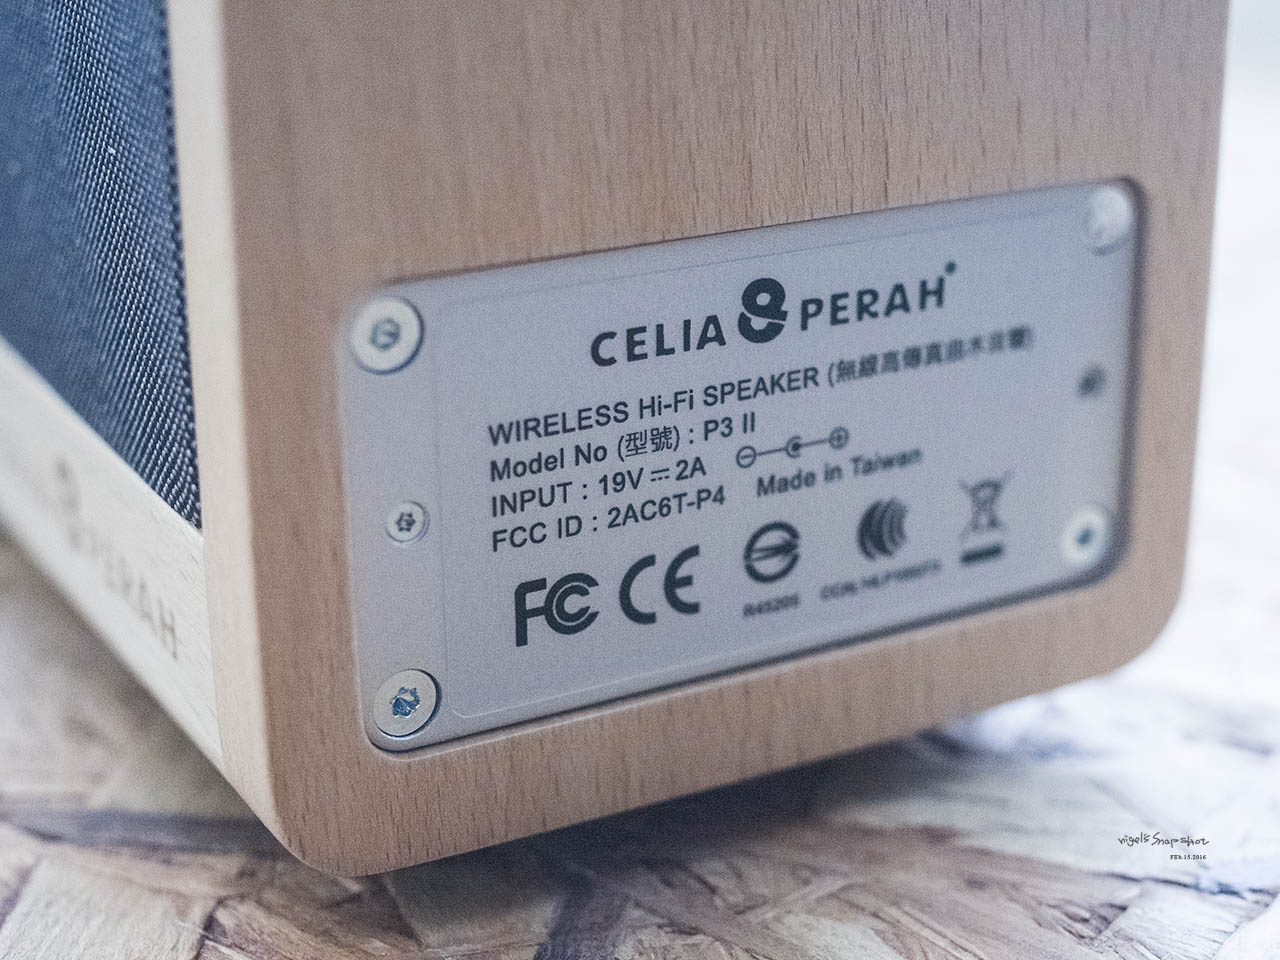 CELIA & PERAH
WIRELESS Hi-Fi SPEAKER (無線高傳真曲木音響)
Model No (型號) : P3 II
INPUT : 19V 2A
FCC ID : 2AC6T-P4
Made in Taiwan
FC CE
R45205
PERAH
nigel's Snapshot
FEb.15.2016